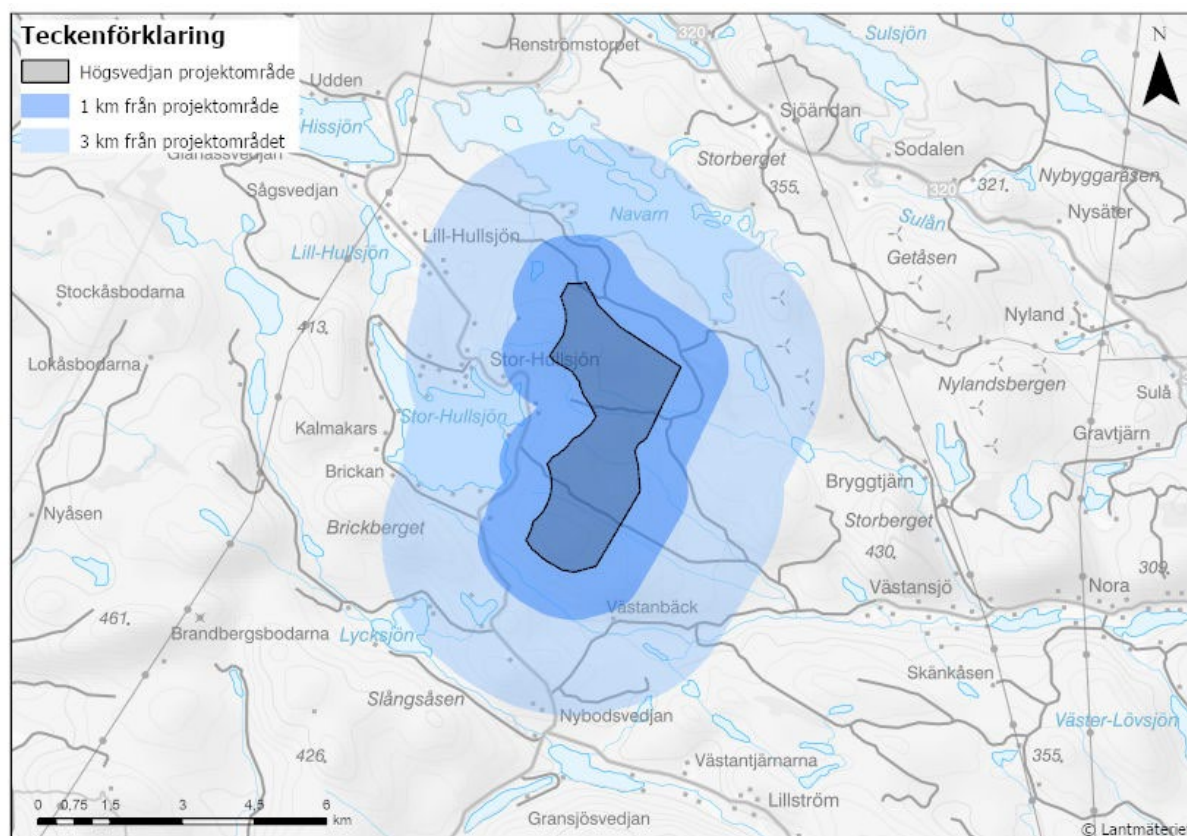 Teckenförklaring
Högsvedjan projektområde
1 km från projektområde
3 km från projektområdet
N
320
Sulsjön
Renströmstorpet
Udden
Hissjön
Sjöändan
Sodalen
Storberget
355
320
321
Nybyggaråsen
Sågsvedjan
Navarn
Nysäter
Sulån
Lill-Hullsjön
Lill-Hullsjön
Getåsen
Stockåsbodarna
413
Nyland
Lokåsbodarna
Stor-Hullsjön
Nylandsbergen
Sulå
Stor-Hullsjön
Kalmakars
Gravtjärn
Brickan
Bryggtjärn
Nyåsen
Brickberget
Storberget
430
309
Västansjö
Nora
461
Västanbäck
Brandbergsbodarna
Lycksjön
Skänkåsen
Slångsåsen
Nybodsvedjan
Väster-Lövsjön
426
Västantjärnarna
355
Lillström
Gransjösvedjan
0 0,75 1,5 3 4,5 6
km
© Lantmäteriet